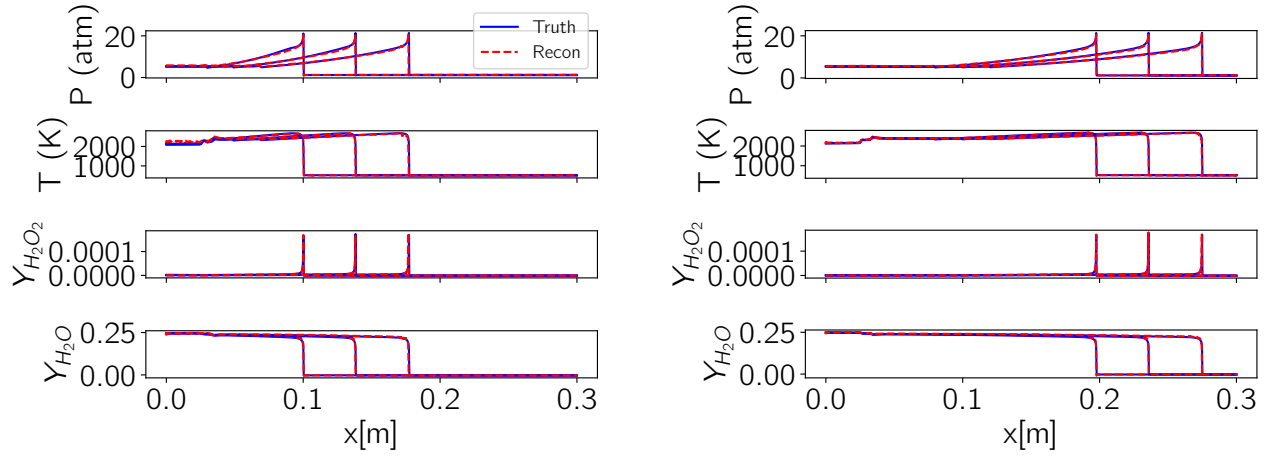 P (atm)
20
0
Truth
Recon
T (K)
2000
1000
Y_{H_2O_2}
0.0001
0.0000
Y_{H_2O}
0.25
0.00
0.0 0.1 0.2 0.3
x[m]
P (atm)
20
0
T (K)
2000
1000
Y_{H_2O_2}
0.0001
0.0000
Y_{H_2O}
0.25
0.00
0.0 0.1 0.2 0.3
x[m]